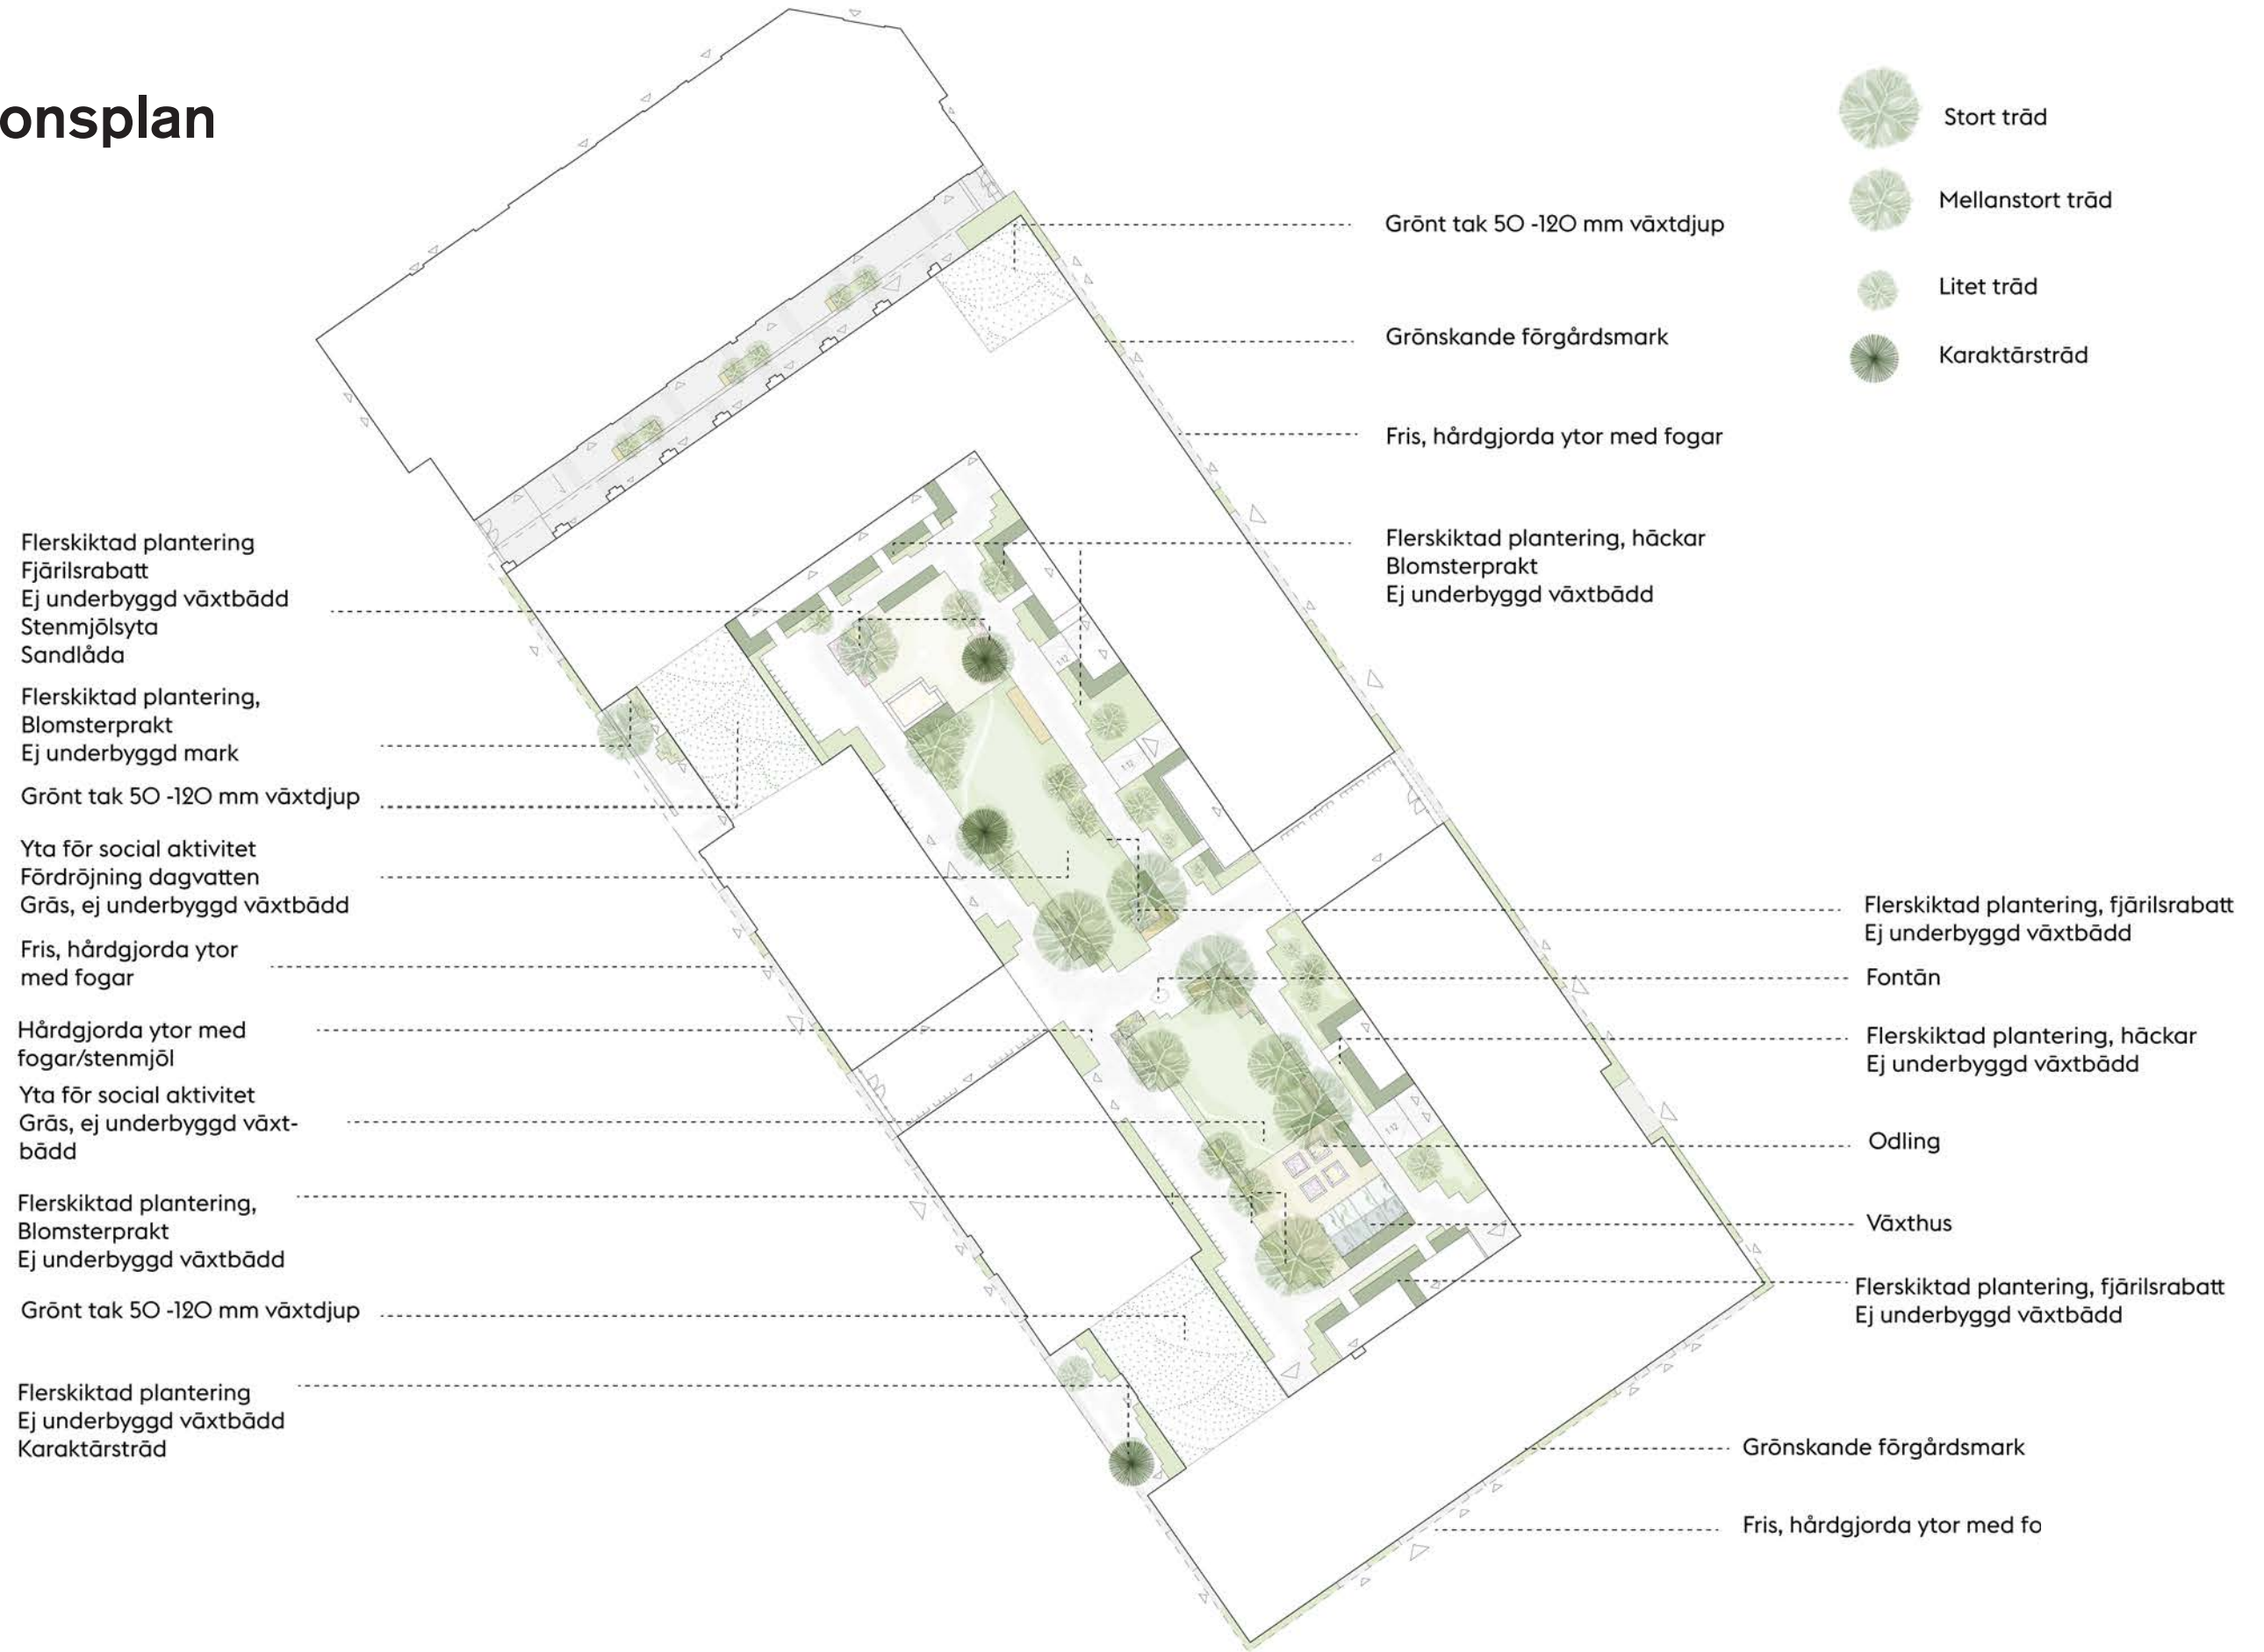 onsplan
Stort träd
Mellanstort träd
Litet träd
Karaktärsträd
Grönt tak 50 -120 mm växtdjup
Grönskande förgårdsmark
Fris, hårdgjorda ytor med fogar
Flerskiktad plantering, häckar
Blomsterprakt
Ej underbyggd växtbädd
Flerskiktad plantering
Fjärilsrabatt
Ej underbyggd växtbädd
Stenmjölsyta
Sandlåda
Flerskiktad plantering,
Blomsterprakt
Ej underbyggd mark
Grönt tak 50 -120 mm växtdjup
Yta för social aktivitet
Fördröjning dagvatten
Gräs, ej underbyggd växtbädd
Fris, hårdgjorda ytor
med fogar
Hårdgjorda ytor med
fogar/stenmjöl
Yta för social aktivitet
Gräs, ej underbyggd växt-
bädd
Flerskiktad plantering,
Blomsterprakt
Ej underbyggd växtbädd
Grönt tak 50 -120 mm växtdjup
Flerskiktad plantering
Ej underbyggd växtbädd
Karaktärsträd
1:12
1:12
1:12
Flerskiktad plantering, fjärilsrabatt
Ej underbyggd växtbädd
Fontän
Flerskiktad plantering, häckar
Ej underbyggd växtbädd
Odling
Växthus
Flerskiktad plantering, fjärilsrabatt
Ej underbyggd växtbädd
Grönskande förgårdsmark
Fris, hårdgjorda ytor med fo